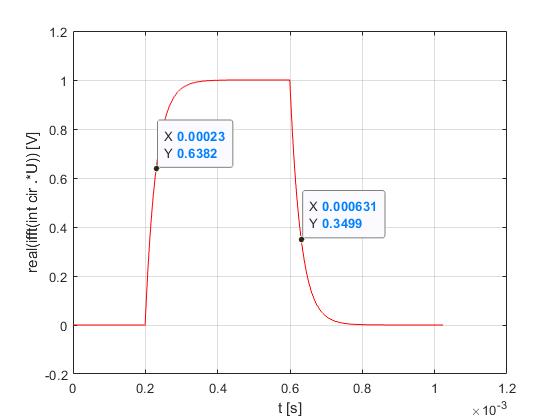 1.2
1
0.8
0.6
0.4
0.2
0
-0.2
real(ifft(int cir .*U)) [V]
X 0.00023
Y 0.6382
X 0.000631
Y 0.3499
0 0.2 0.4 0.6 0.8 1 1.2
t [s]
×10⁻³